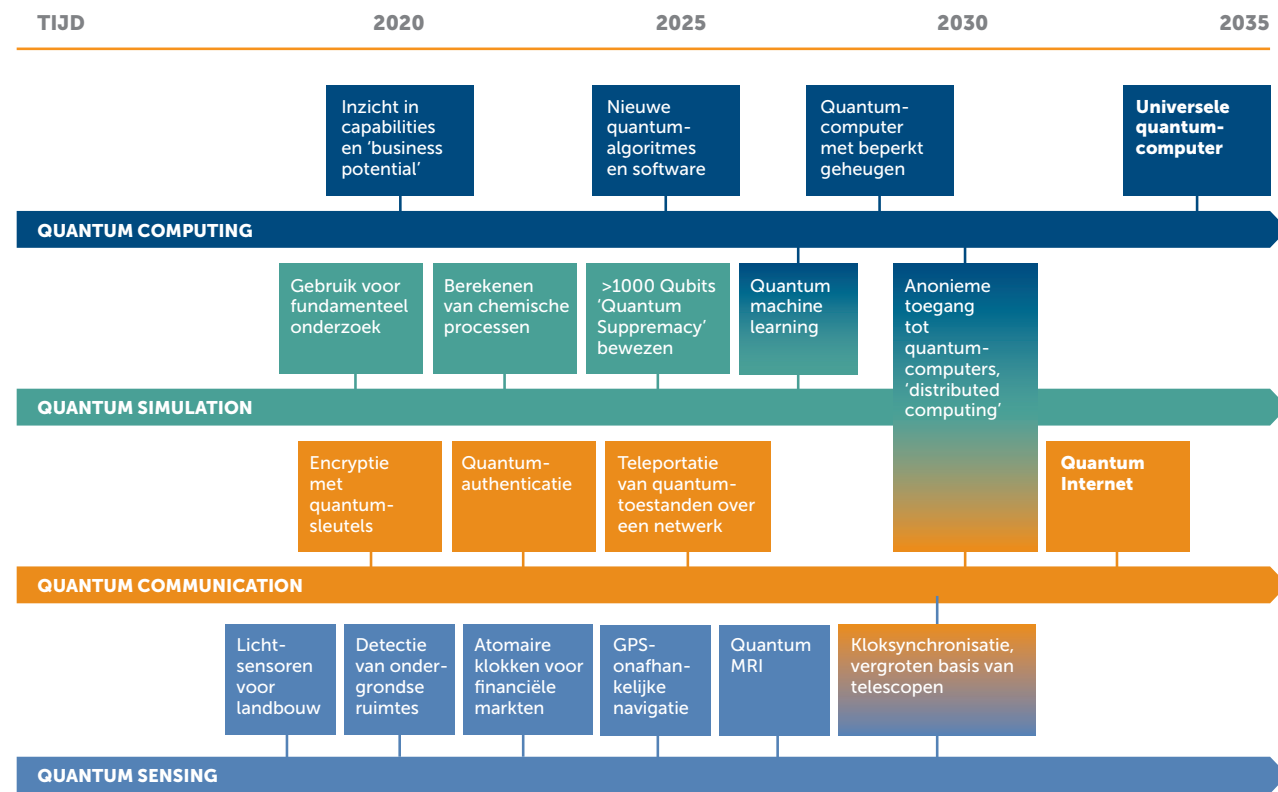 TIJD 2020 2025 2030 2035
Inzicht in
capabilities
en ‘business
potential’
Nieuwe
quantum-
algoritmes
en software
Quantum-
computer
met beperkt
geheugen
Universele
quantum-
computer
QUANTUM COMPUTING
Gebruik voor
fundamenteel
onderzoek
Berekenen
van chemische
processen
>1000 Qubits
‘Quantum
Suppremacy’
bewezen
Quantum
machine
learning
Anonieme
toegang
tot
quantum-
computers,
‘distributed
computing’
QUANTUM SIMULATION
Encryptie
met
quantum-
sleutels
Quantum-
authenticatie
Teleportatie
van quantum-
toestanden over
een netwerk
Quantum
Internet
QUANTUM COMMUNICATION
Licht-
sensoren
voor
landbouw
Detectie
van onder-
grondse
ruimtes
Atomaire
klokken voor
financiële
markten
GPS-
onafhan-
kelijke
navigatie
Quantum
MRI
Kloksynchronisatie,
vergroten basis van
telescopen
QUANTUM SENSING